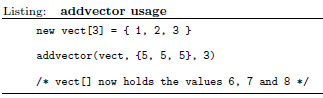 Listing: addvector usage
new vect[3] = { 1, 2, 3 }
addvector(vect, {5, 5, 5}, 3)
/* vect[] now holds the values 6, 7 and 8 */